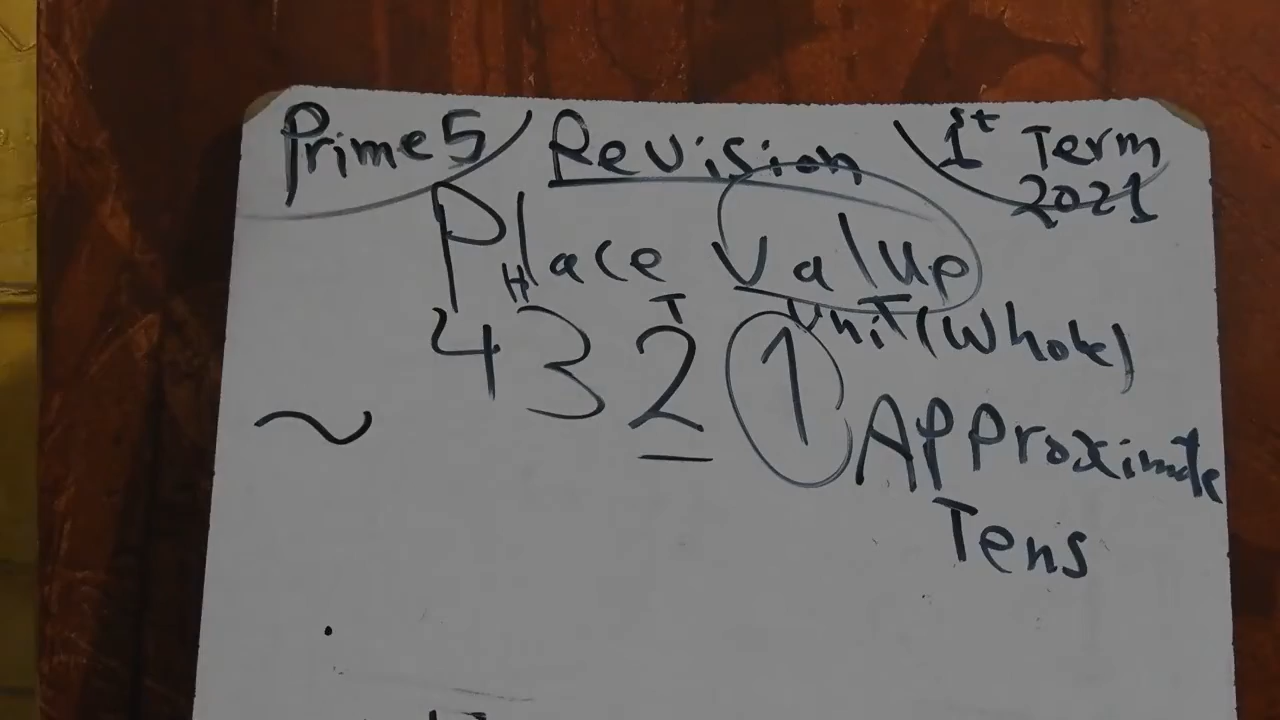 Prime 5 Revision 1st Term
2021
Place Value
H T Unit (Whole)
4321
~ Approximate
Tens